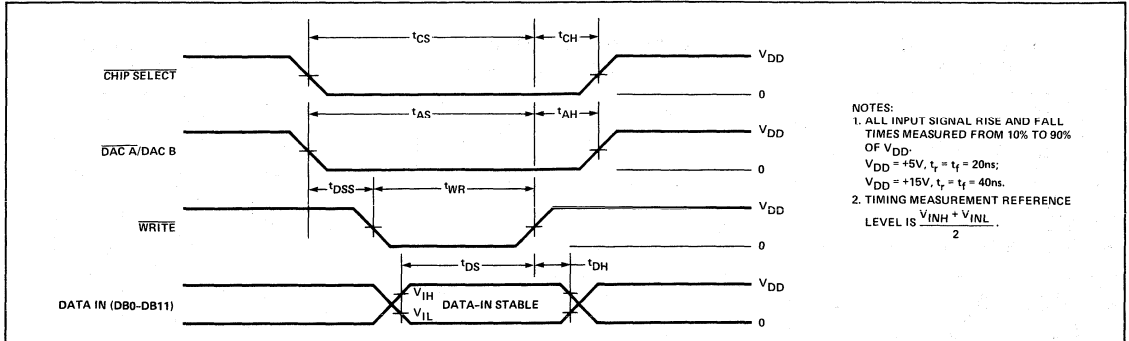 tCS
tCH
VDD
CHIP SELECT
0
tAS
tAH
VDD
DAC A/DAC B
0
tDSS
tWR
VDD
WRITE
0
tDS
tDH
VDD
DATA IN (DB0-DB11)
VIH
DATA-IN STABLE
VIL
0
NOTES:
1. ALL INPUT SIGNAL RISE AND FALL
TIMES MEASURED FROM 10% TO 90%
OF VDD.
VDD = +5V, tr = tf = 20ns;
VDD = +15V, tr = tf = 40ns.
2. TIMING MEASUREMENT REFERENCE
LEVEL IS VINH + VINL
2 .